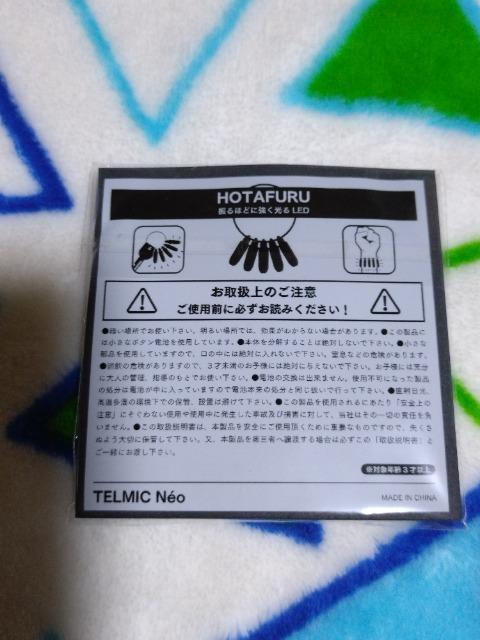 HOTAFURU
振るほどに強く光るLED
お取扱上のご注意
ご使用前に必ずお読みください！
●暗い場所でお使い下さい。明るい場所では、効果がわからない場合があります。●この製品に
は小さなボタン電池を使用しています。●本体を分解することは絶対しないで下さい。●小さな
部品を使用していますので、口の中には絶対に入れないで下さい。窒息などの危険があります。
●誤飲の危険がありますので、3才未満のお子様には絶対に与えないで下さい。お子様には充分
に大人の管理、指導のもとでお使い下さい。●電池の交換は出来ません。使用不可になった製品
の処分は電池が中に入っていますので電池本来の処分と同じ扱いで行って下さい。●直射日光、
高温多湿の環境下での保管、設置は避けて下さい。●この製品を使用されるにあたり「安全上の
注意」にそぐわない使用や使用中に発生した事故及び損害に対して、当社はその一切の責任を負
いません。●この取扱説明書は、本製品を安全にご使用頂くために重要なものですので、失くさ
ぬよう大切に保管して下さい。又、本製品を第三者へ譲渡する場合は必ずこの「取扱説明書」と
ご一緒にお渡し下さい。
※対象年齢3才以上
TELMIC Néo
MADE IN CHINA